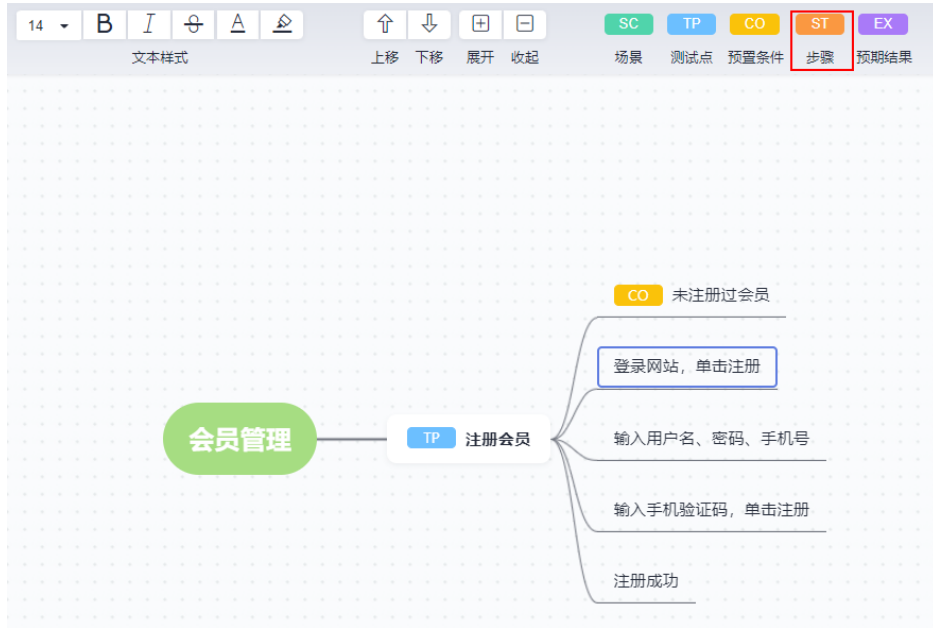 14 B I S A
SC TP CO ST EX
文本样式 上移 下移 展开 收起 场景 测试点 预置条件 步骤 预期结果
CO 未注册过会员
登录网站，单击注册
会员管理
TP 注册会员
输入用户名、密码、手机号
输入手机验证码，单击注册
注册成功